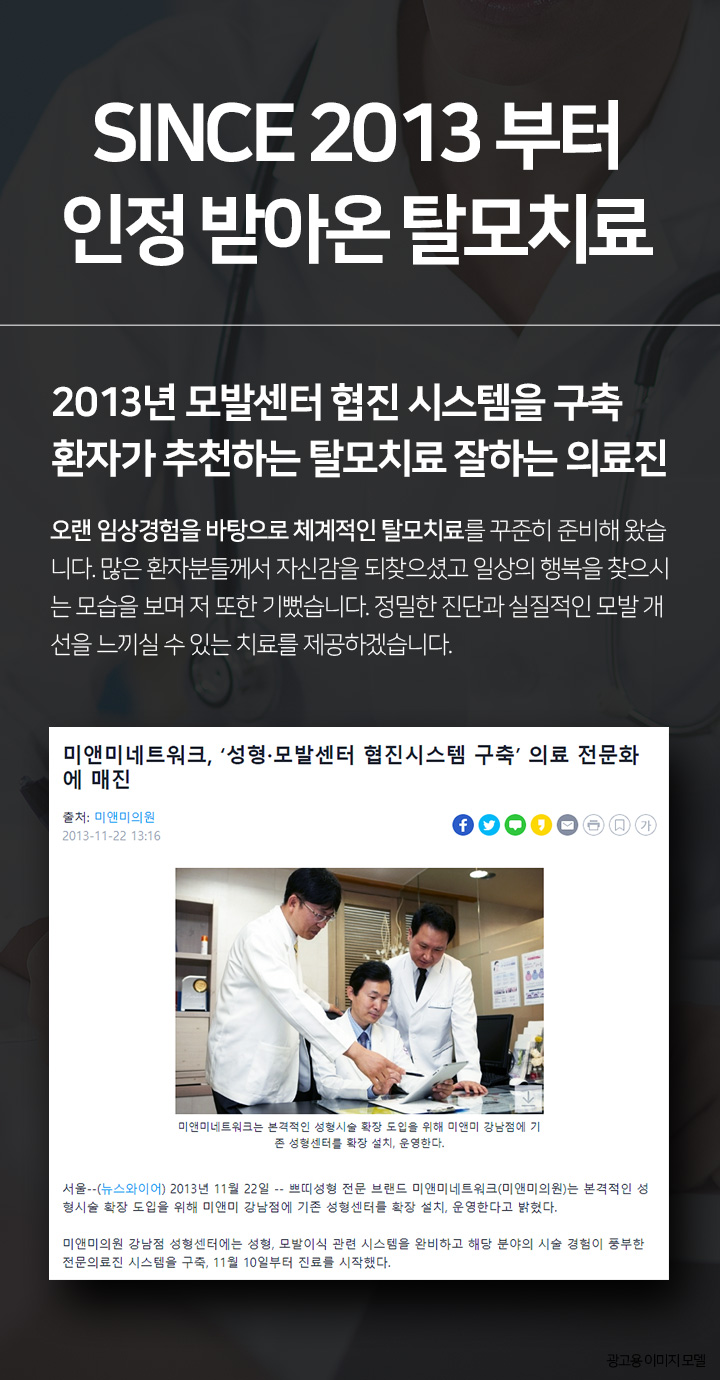 SINCE 2013 부터
인정 받아온 탈모치료
2013년 모발센터 협진 시스템을 구축
환자가 추천하는 탈모치료 잘하는 의료진
오랜 임상경험을 바탕으로 체계적인 탈모치료를 꾸준히 준비해 왔습
니다. 많은 환자분들께서 자신감을 되찾으셨고 일상의 행복을 찾으시
는 모습을 보며 저 또한 기뻤습니다. 정밀한 진단과 실질적인 모발 개
선을 느끼실 수 있는 치료를 제공하겠습니다.
미앤미네트워크, ‘성형·모발센터 협진시스템 구축’ 의료 전문화
에 매진
출처: 미앤미의원
2013-11-22 13:16
가
미앤미네트워크는 본격적인 성형시술 확장 도입을 위해 미앤미 강남점에 기
존 성형센터를 확장 설치, 운영한다.
서울--(뉴스와이어) 2013년 11월 22일 -- 쁘띠성형 전문 브랜드 미앤미네트워크(미앤미의원)는 본격적인 성
형시술 확장 도입을 위해 미앤미 강남점에 기존 성형센터를 확장 설치, 운영한다고 밝혔다.
미앤미의원 강남점 성형센터에는 성형, 모발이식 관련 시스템을 완비하고 해당 분야의 시술 경험이 풍부한
전문의료진 시스템을 구축, 11월 10일부터 진료를 시작했다.
광고용 이미지 모델